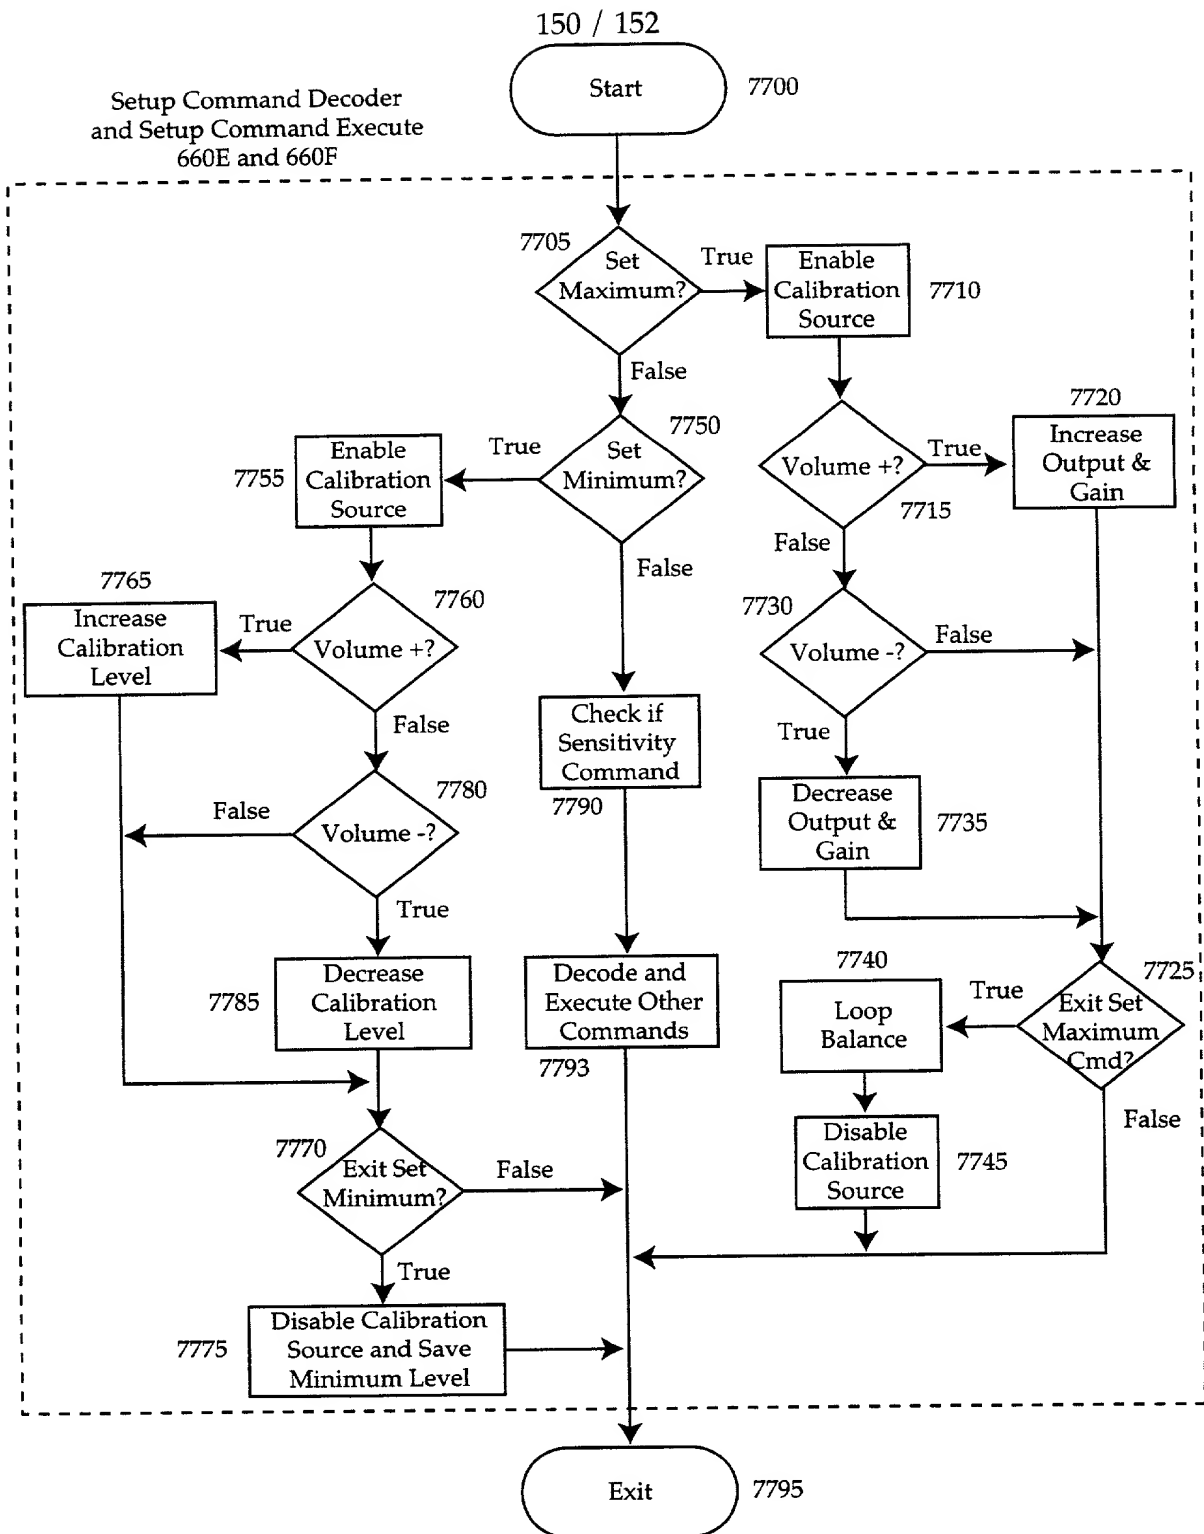 150 / 152
Start
7700
Setup Command Decoder
and Setup Command Execute
660E and 660F
7705
Set
Maximum?
True
Enable
Calibration
Source
7710
False
7750
Set
Minimum?
True
Enable
Calibration
Source
7755
False
Volume +?
7715
True
7720
Increase
Output &
Gain
False
7730
Volume -?
False
True
Decrease
Output &
Gain
7735
7760
Volume +?
True
7765
Increase
Calibration
Level
False
7780
Volume -?
False
True
7785
Decrease
Calibration
Level
Check if
Sensitivity
Command
7790
Decode and
Execute Other
Commands
7793
7725
Exit Set
Maximum
Cmd?
True
7740
Loop
Balance
False
Disable
Calibration
Source
7745
7770
Exit Set
Minimum?
False
True
7775
Disable Calibration
Source and Save
Minimum Level
Exit
7795